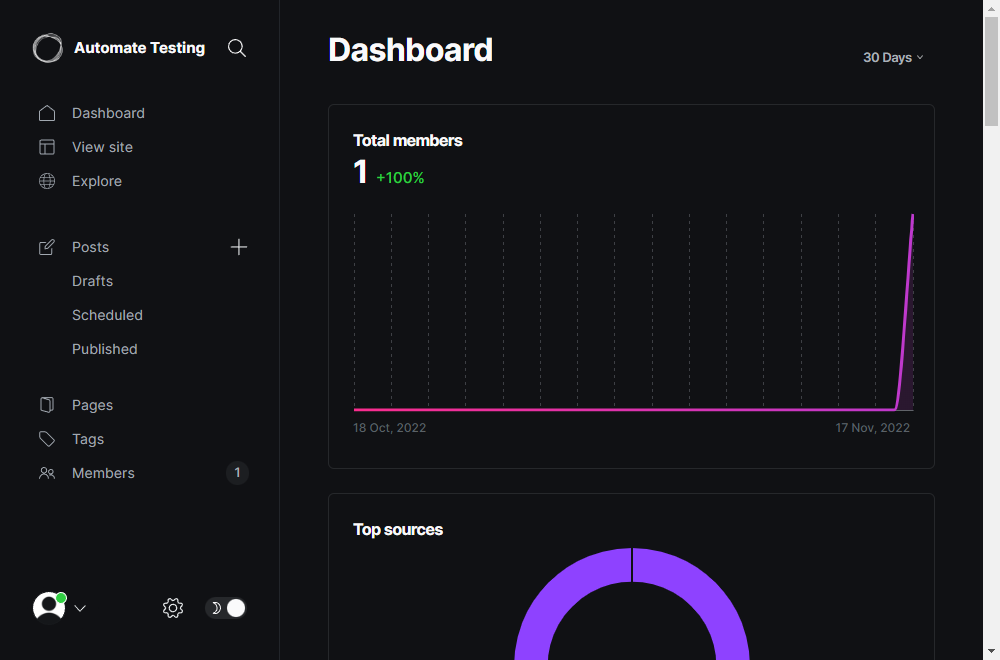 Automate Testing
Dashboard
View site
Explore
Posts
Drafts
Scheduled
Published
Pages
Tags
Members
1
Dashboard
30 Days
Total members
1 +100%
18 Oct, 2022
17 Nov, 2022
Top sources